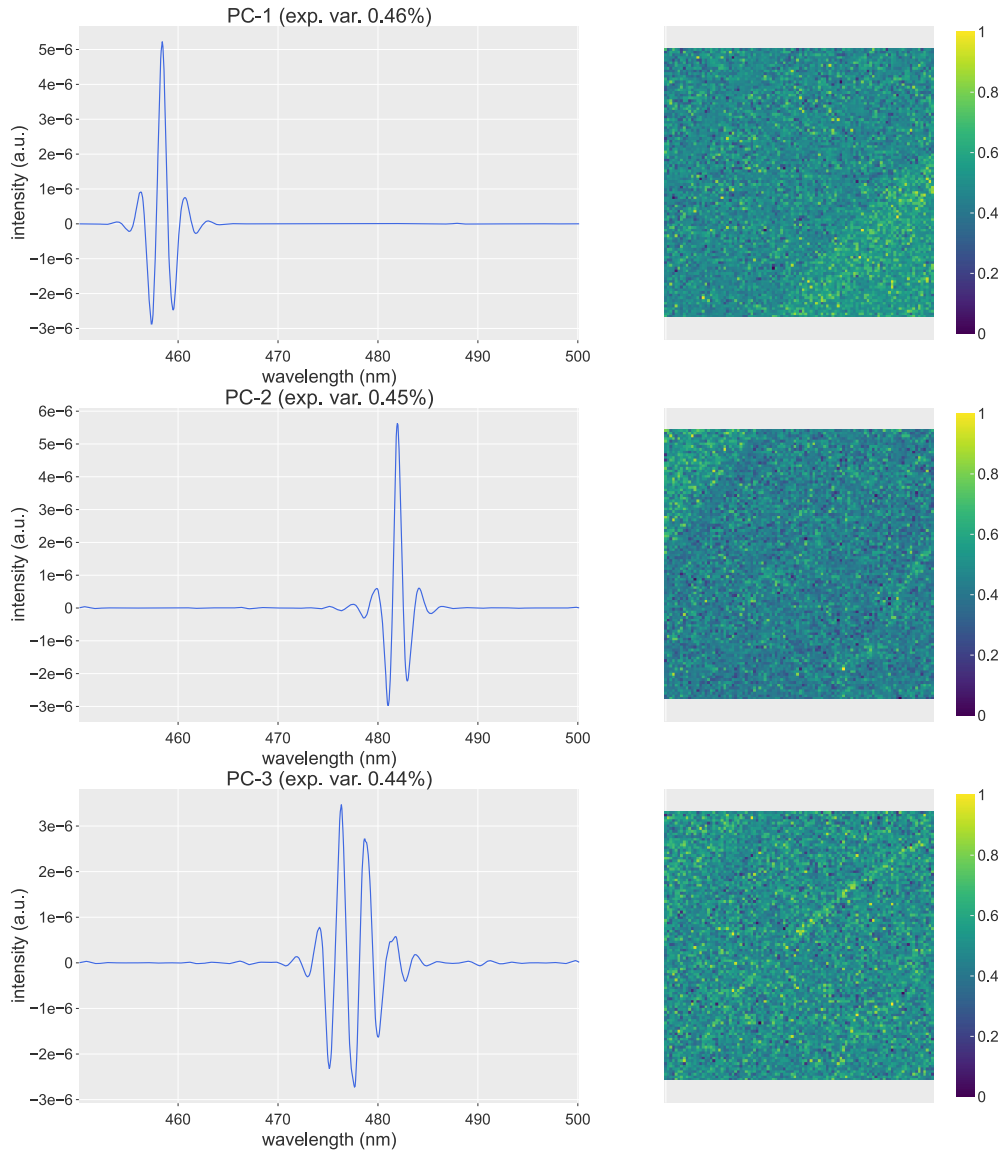 PC-1 (exp. var. 0.46%)
5e−6
4e−6
3e−6
2e−6
1e−6
0
−1e−6
−2e−6
−3e−6
intensity (a.u.)
460
470
480
490
500
wavelength (nm)
1
0.8
0.6
0.4
0.2
0
PC-2 (exp. var. 0.45%)
6e−6
5e−6
4e−6
3e−6
2e−6
1e−6
0
−1e−6
−2e−6
−3e−6
intensity (a.u.)
460
470
480
490
500
wavelength (nm)
1
0.8
0.6
0.4
0.2
0
PC-3 (exp. var. 0.44%)
3e−6
2e−6
1e−6
0
−1e−6
−2e−6
−3e−6
intensity (a.u.)
460
470
480
490
500
wavelength (nm)
1
0.8
0.6
0.4
0.2
0